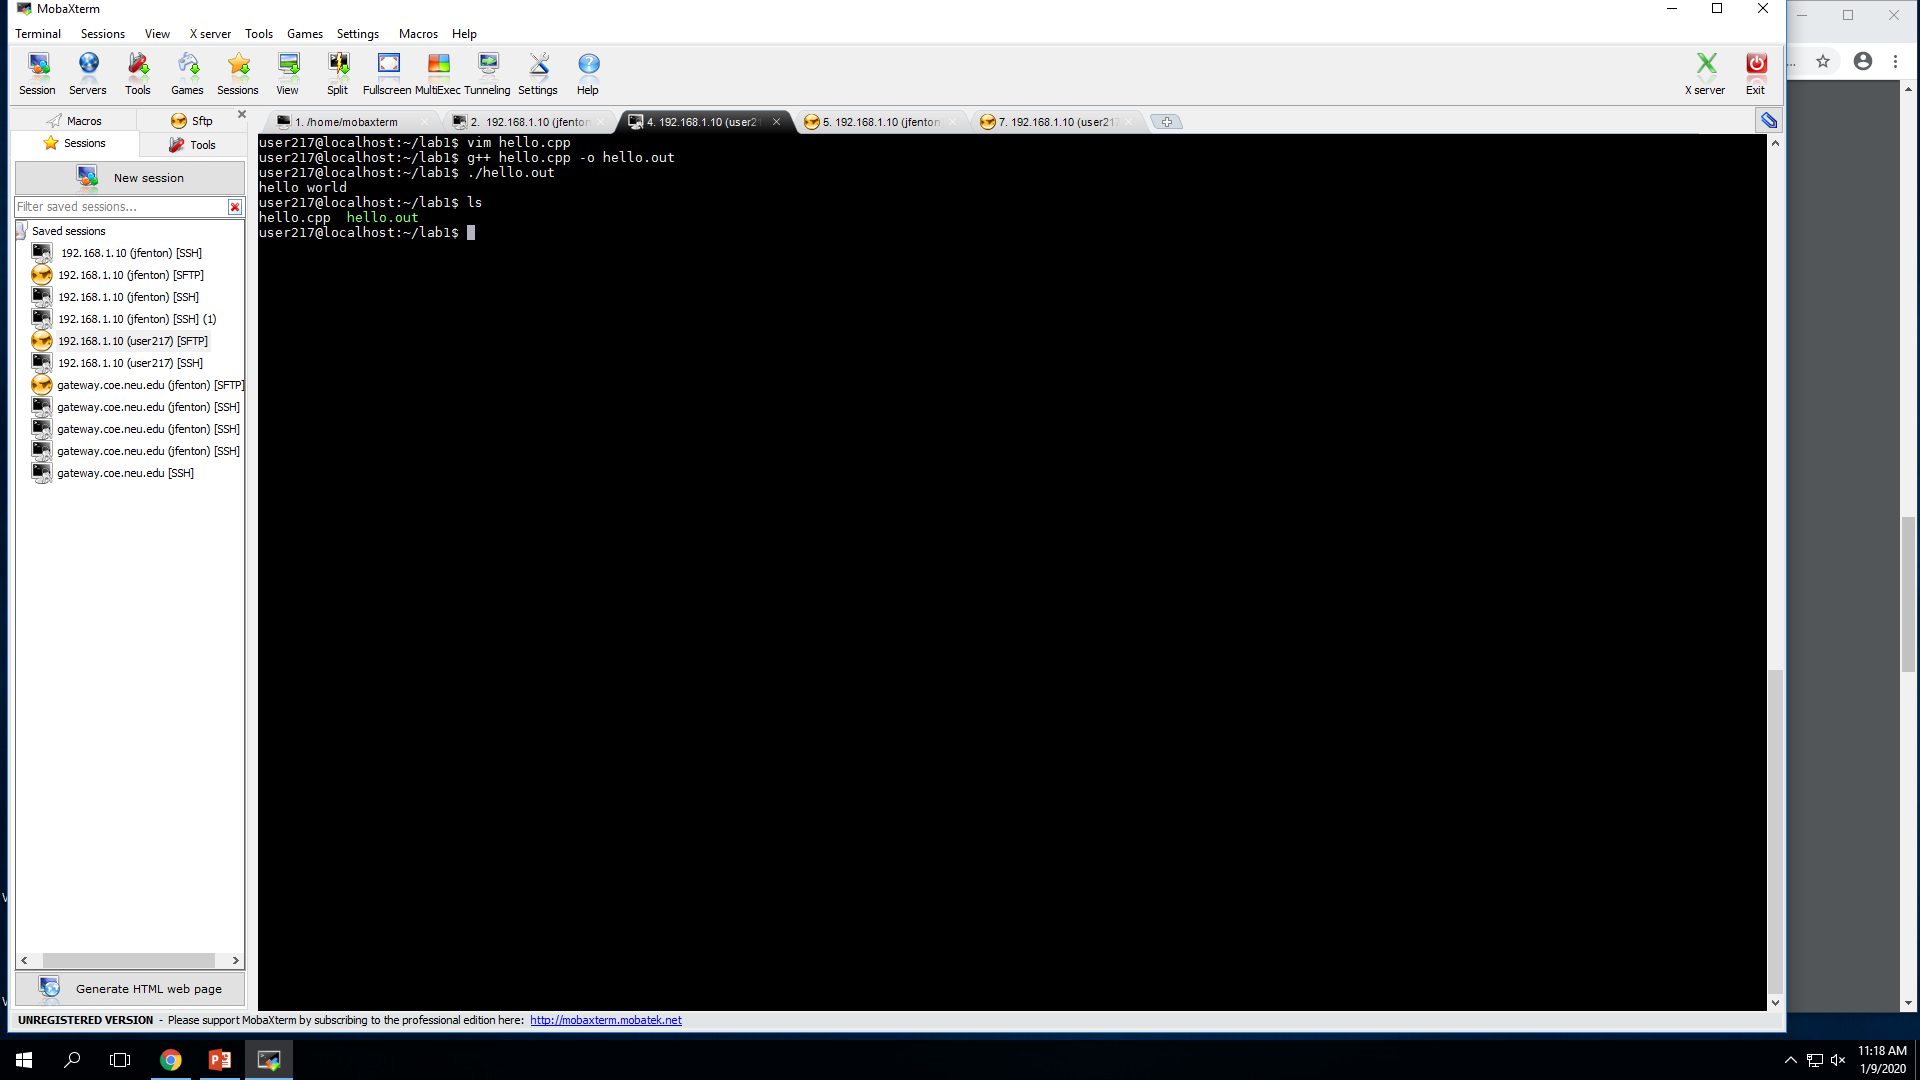 MobaXterm
Terminal Sessions View X server Tools Games Settings Macros Help
Session Servers Tools Games Sessions View Split Fullscreen MultiExec Tunneling Settings Help X server Exit
Macros Sftp
Sessions Tools
1. /home/mobaxterm 2. 192.168.1.10 (jfenton 4. 192.168.1.10 (user2 5. 192.168.1.10 (jfenton 7. 192.168.1.10 (user217
New session
Filter saved sessions...
Saved sessions
192.168.1.10 (jfenton) [SSH]
192.168.1.10 (jfenton) [SFTP]
192.168.1.10 (jfenton) [SSH]
192.168.1.10 (jfenton) [SSH] (1)
192.168.1.10 (user217) [SFTP]
192.168.1.10 (user217) [SSH]
gateway.coe.neu.edu (jfenton) [SFTP]
gateway.coe.neu.edu (jfenton) [SSH]
gateway.coe.neu.edu (jfenton) [SSH]
gateway.coe.neu.edu (jfenton) [SSH]
gateway.coe.neu.edu [SSH]
Generate HTML web page
user217@localhost:~/lab1$ vim hello.cpp
user217@localhost:~/lab1$ g++ hello.cpp -o hello.out
user217@localhost:~/lab1$ ./hello.out
hello world
user217@localhost:~/lab1$ ls
hello.cpp hello.out
user217@localhost:~/lab1$
UNREGISTERED VERSION - Please support MobaXterm by subscribing to the professional edition here: http://mobaxterm.mobatek.net
11:18 AM
1/9/2020